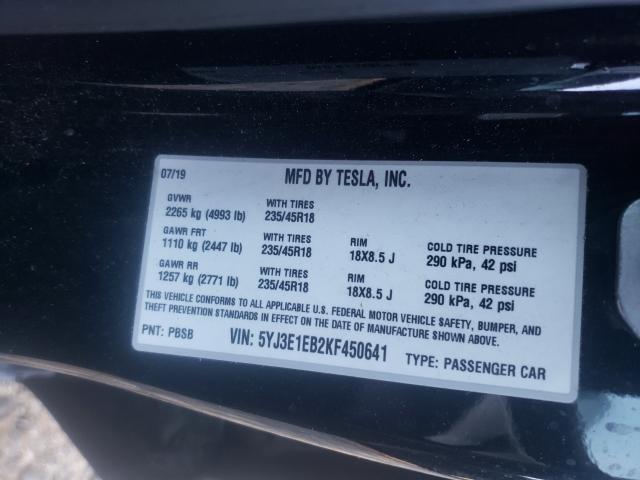 07/19 MFD BY TESLA, INC.
GVWR WITH TIRES
2265 kg (4993 lb) 235/45R18
GAWR FRT WITH TIRES RIM COLD TIRE PRESSURE
1110 kg (2447 lb) 235/45R18 18X8.5 J 290 kPa, 42 psi
GAWR RR WITH TIRES RIM COLD TIRE PRESSURE
1257 kg (2771 lb) 235/45R18 18X8.5 J 290 kPa, 42 psi
THIS VEHICLE CONFORMS TO ALL APPLICABLE U.S. FEDERAL MOTOR VEHICLE SAFETY, BUMPER, AND
THEFT PREVENTION STANDARDS IN EFFECT ON THE DATE OF MANUFACTURE SHOWN ABOVE.
PNT: PBSB VIN: 5YJ3E1EB2KF450641 TYPE: PASSENGER CAR